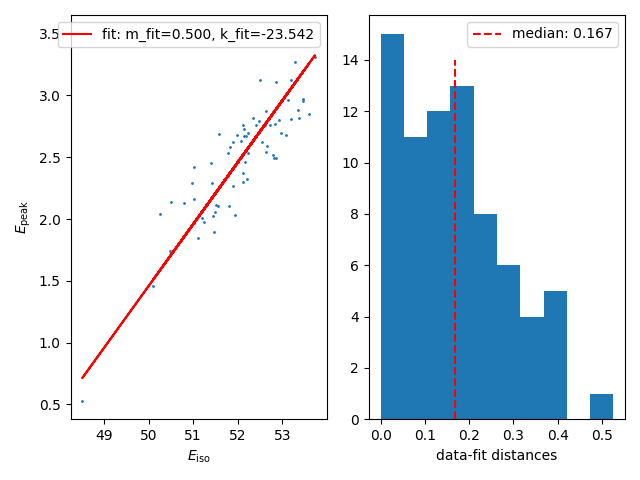 fit: m_fit=0.500, k_fit=-23.542
3.5
3.0
2.5
2.0
1.5
1.0
0.5
E_peak
49 50 51 52 53
E_iso
median: 0.167
14
12
10
8
6
4
2
0
0.0 0.1 0.2 0.3 0.4 0.5
data-fit distances